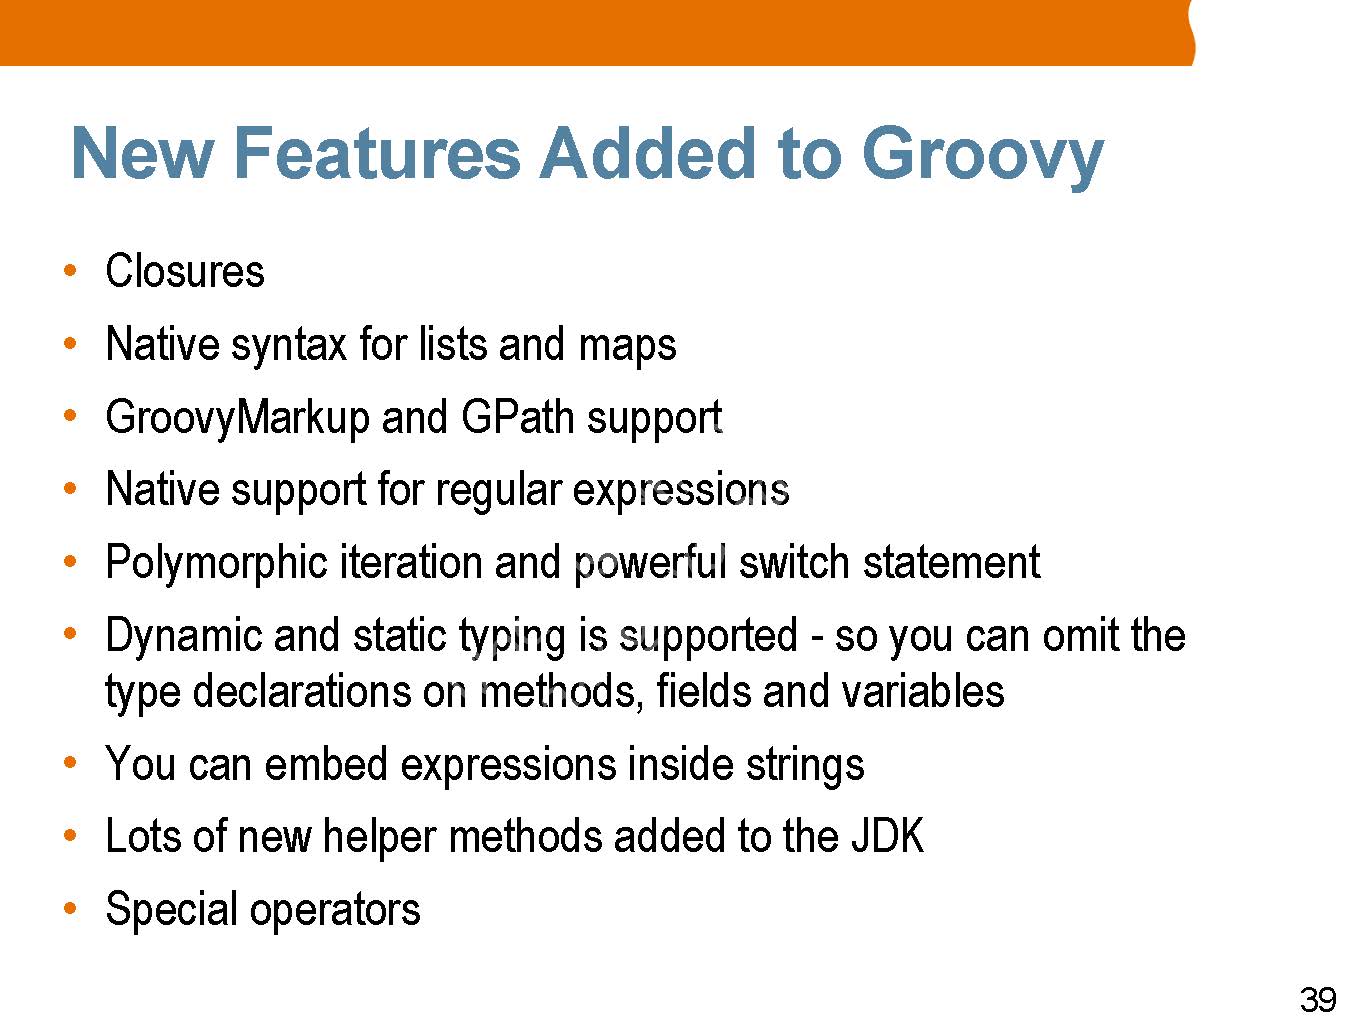 New Features Added to Groovy
• Closures
• Native syntax for lists and maps
• GroovyMarkup and GPath support
• Native support for regular expressions
• Polymorphic iteration and powerful switch statement
• Dynamic and static typing is supported - so you can omit the
type declarations on methods, fields and variables
• You can embed expressions inside strings
• Lots of new helper methods added to the JDK
• Special operators
39